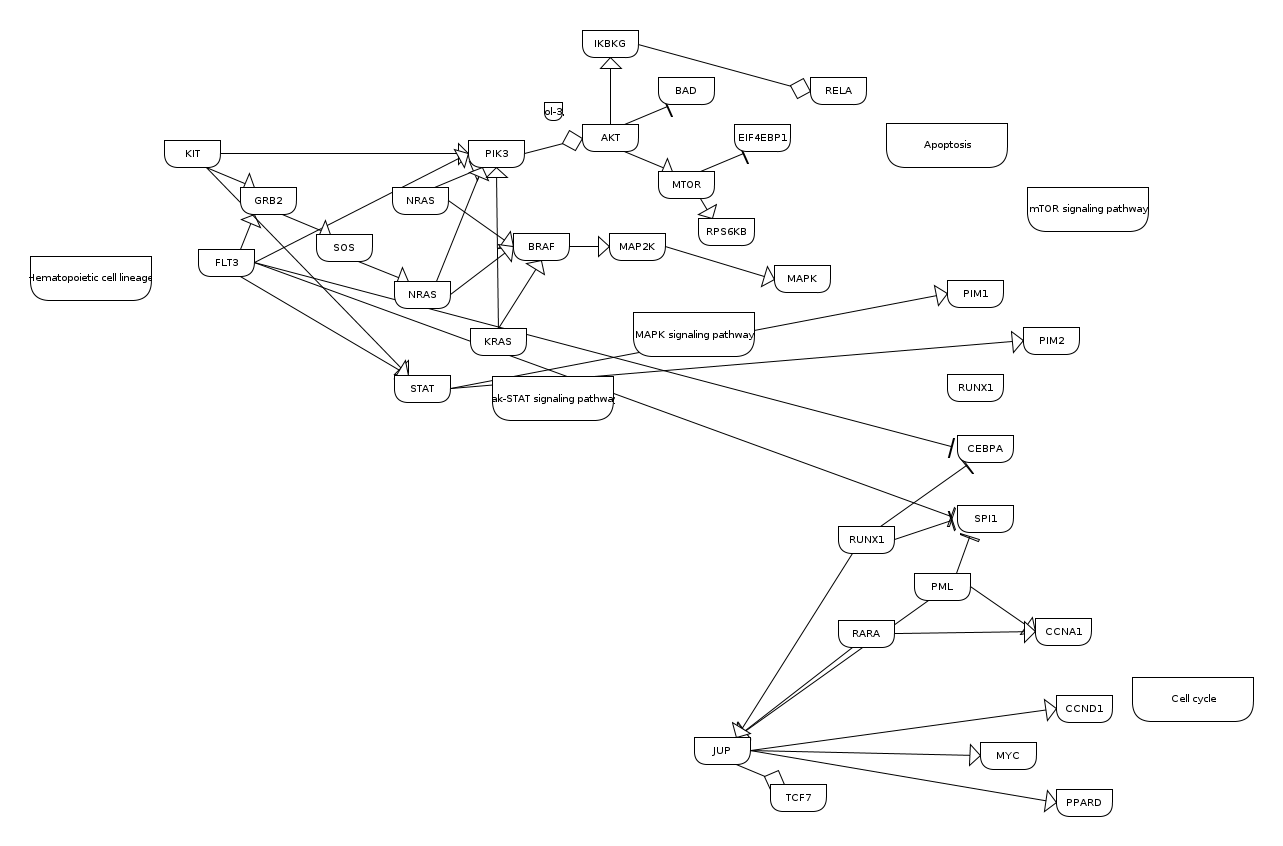 IKBKG
BAD
RELA
ol-3,
AKT
EIF4EBP1
Apoptosis
KIT
PIK3
MTOR
GRB2
NRAS
mTOR signaling pathway
RPS6KB
SOS
BRAF
MAP2K
FLT3
Hematopoietic cell lineage
MAPK
NRAS
PIM1
MAPK signaling pathway
KRAS
PIM2
STAT
ak-STAT signaling pathway
RUNX1
CEBPA
SPI1
RUNX1
PML
RARA
CCNA1
Cell cycle
CCND1
JUP
MYC
TCF7
PPARD